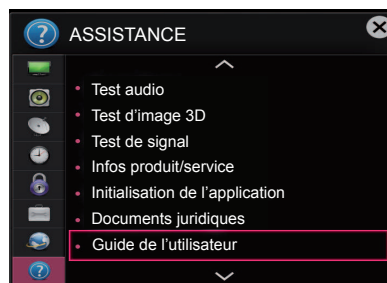 ASSISTANCE
Test audio
Test d'image 3D
Test de signal
Infos produit/service
Initialisation de l'application
Documents juridiques
Guide de l'utilisateur